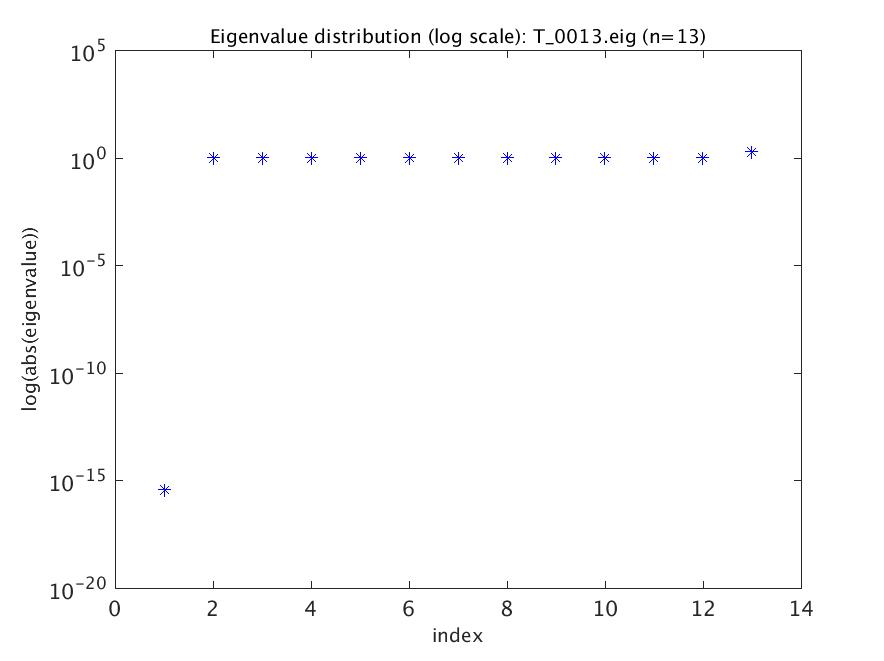 Eigenvalue distribution (log scale): T_0013.eig (n=13)
10^5
10^0
10^-5
10^-10
10^-15
10^-20
log(abs(eigenvalue))
0 2 4 6 8 10 12 14
index